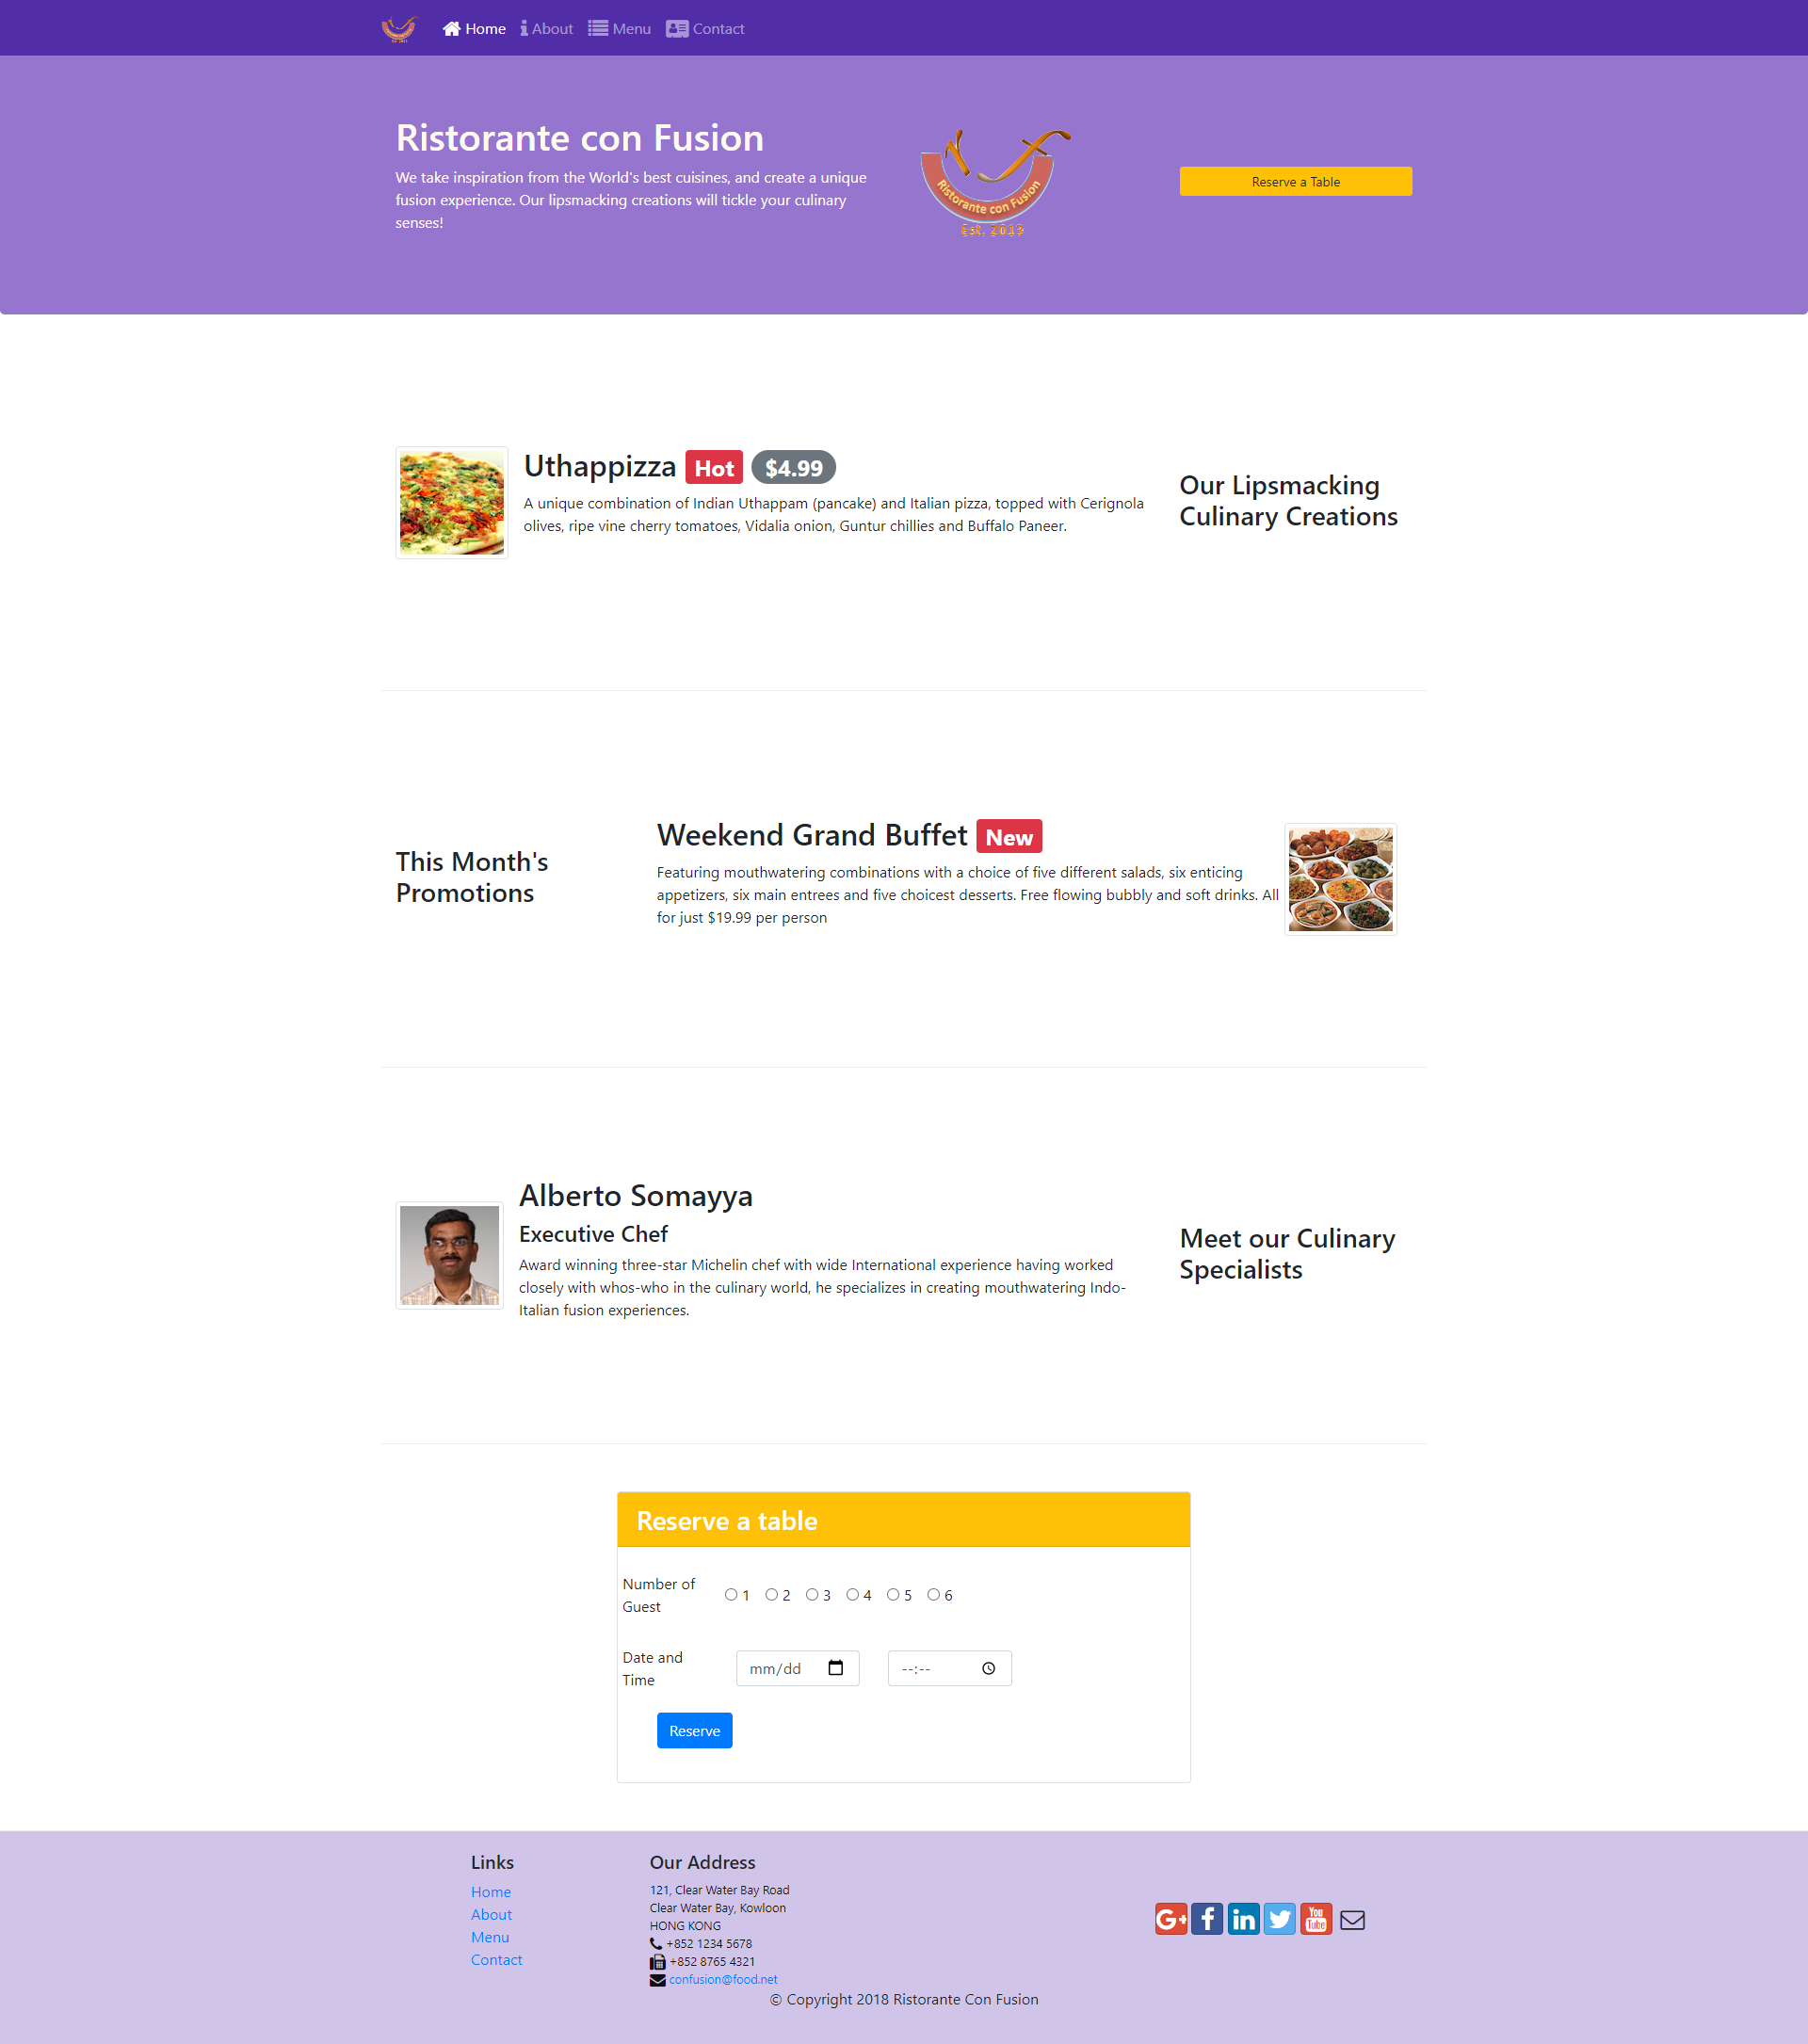 Home About Menu Contact
Ristorante con Fusion
We take inspiration from the World's best cuisines, and create a unique
fusion experience. Our lipsmacking creations will tickle your culinary
senses!
Ristorante con Fusion
Est. 2019
Reserve a Table
Uthappizza Hot $4.99
A unique combination of Indian Uthappam (pancake) and Italian pizza, topped with Cerignola
olives, ripe vine cherry tomatoes, Vidalia onion, Guntur chillies and Buffalo Paneer.
Our Lipsmacking
Culinary Creations
This Month's
Promotions
Weekend Grand Buffet New
Featuring mouthwatering combinations with a choice of five different salads, six enticing
appetizers, six main entrees and five choicest desserts. Free flowing bubbly and soft drinks. All
for just $19.99 per person
Alberto Somayya
Executive Chef
Award winning three-star Michelin chef with wide International experience having worked
closely with whos-who in the culinary world, he specializes in creating mouthwatering Indo-
Italian fusion experiences.
Meet our Culinary
Specialists
Reserve a table
Number of
Guest
1 2 3 4 5 6
Date and
Time
mm/dd
--:--
Reserve
Links
Home
About
Menu
Contact
Our Address
121, Clear Water Bay Road
Clear Water Bay, Kowloon
HONG KONG
+852 1234 5678
+852 8765 4321
confusion@food.net
G+ f in You Tube
© Copyright 2018 Ristorante Con Fusion